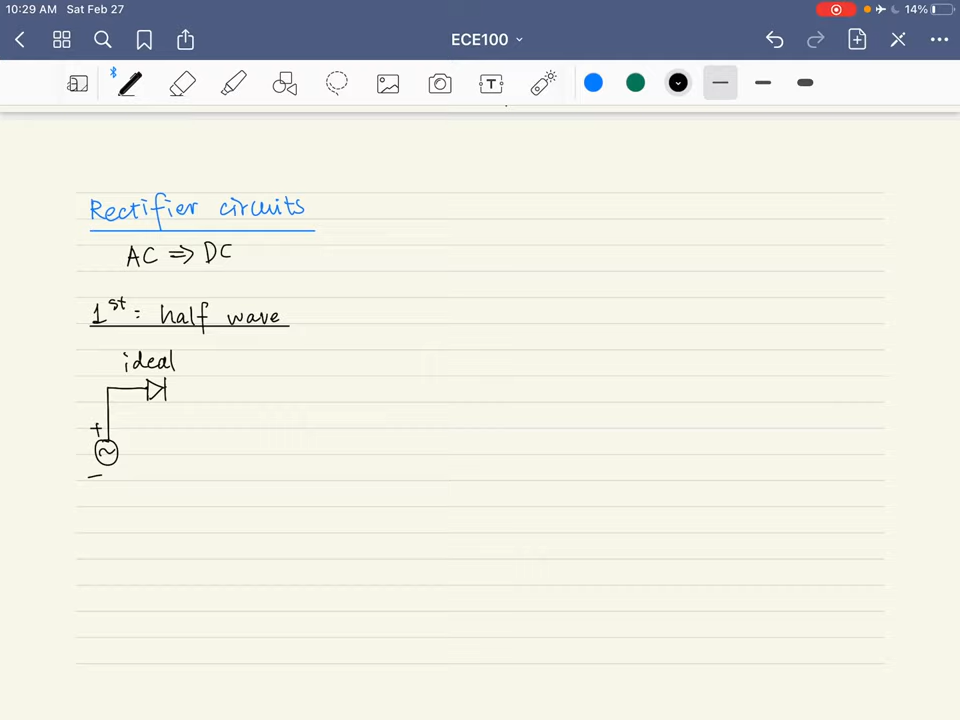 10:29 AM Sat Feb 27 14%
ECE100
T
Rectifier circuits
AC ⇒ DC
1st: half wave
ideal
+
~
−